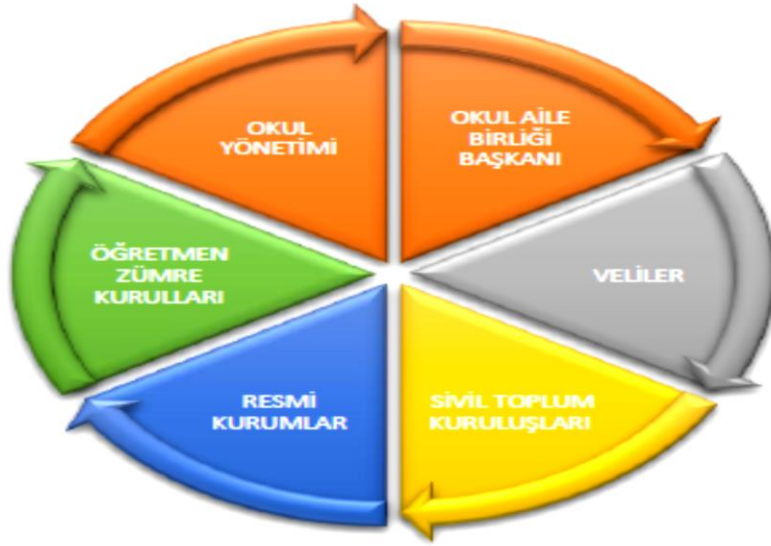 OKUL
YÖNETİMİ
OKUL AİLE
BİRLİĞİ
BAŞKANI
VELİLER
SİVİL TOPLUM
KURULUŞLARI
RESMİ
KURUMLAR
ÖĞRETMEN
ZÜMRE
KURULLARI